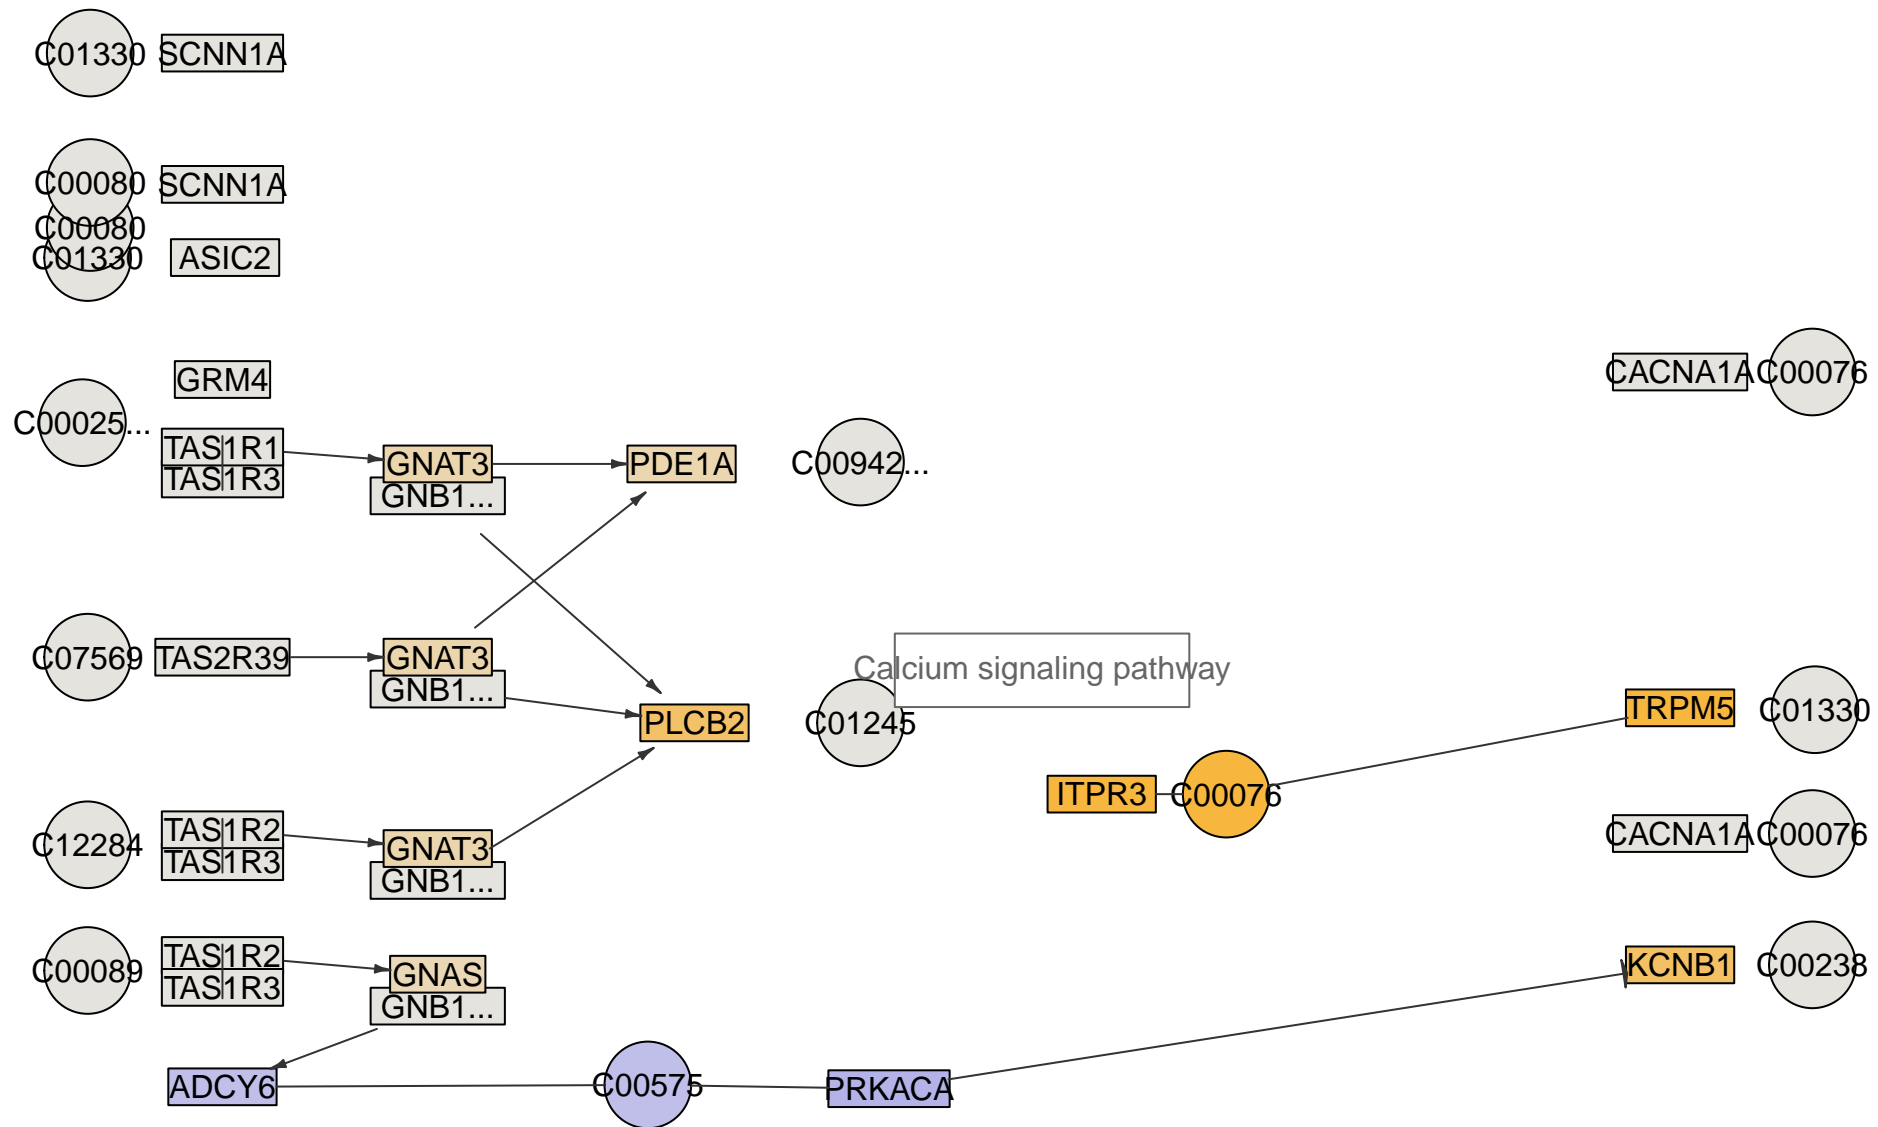 C01330 SCNN1A
C00080 SCNN1A
C00080
C01330 ASIC2
GRM4
CACNA1A C00076
C00025...
TAS1R1
TAS1R3
GNAT3
GNB1...
PDE1A
C00942...
C07569 TAS2R39
GNAT3
GNB1...
Calcium signaling pathway
PLCB2
C01245
TRPM5 C01330
ITPR3 C00076
C12284
TAS1R2
TAS1R3
GNAT3
GNB1...
CACNA1A C00076
C00089
TAS1R2
TAS1R3
GNAS
GNB1...
KCNB1 C00238
ADCY6 C00575 PRKACA